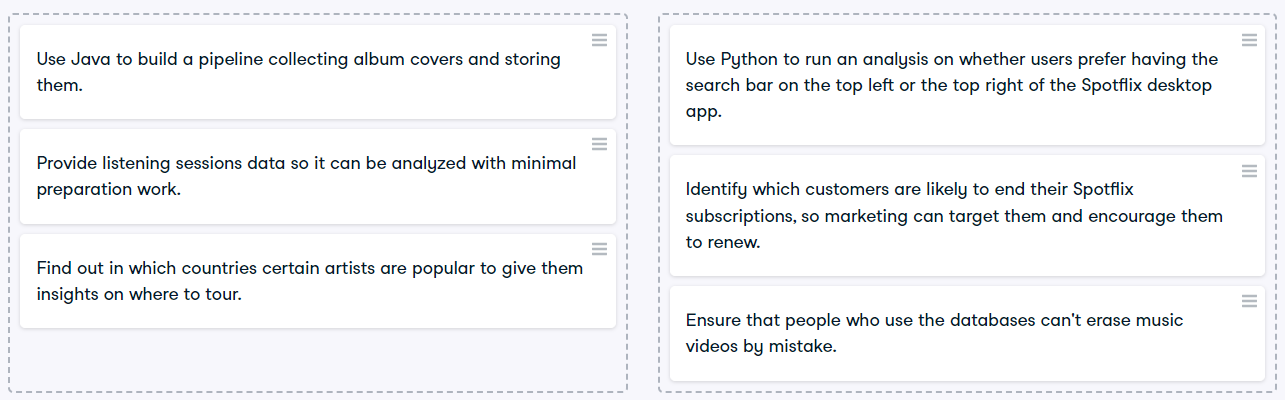 Use Java to build a pipeline collecting album covers and storing
them.
Provide listening sessions data so it can be analyzed with minimal
preparation work.
Find out in which countries certain artists are popular to give them
insights on where to tour.
Use Python to run an analysis on whether users prefer having the
search bar on the top left or the top right of the Spotflix desktop
app.
Identify which customers are likely to end their Spotflix
subscriptions, so marketing can target them and encourage them
to renew.
Ensure that people who use the databases can't erase music
videos by mistake.